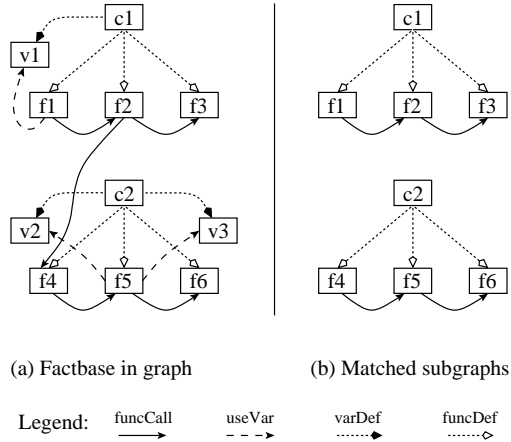 c1 c1
v1
f1 f2 f3 f1 f2 f3
c2 c2
v2 v3
f4 f5 f6 f4 f5 f6
(a) Factbase in graph (b) Matched subgraphs
Legend: funcCall useVar varDef funcDef